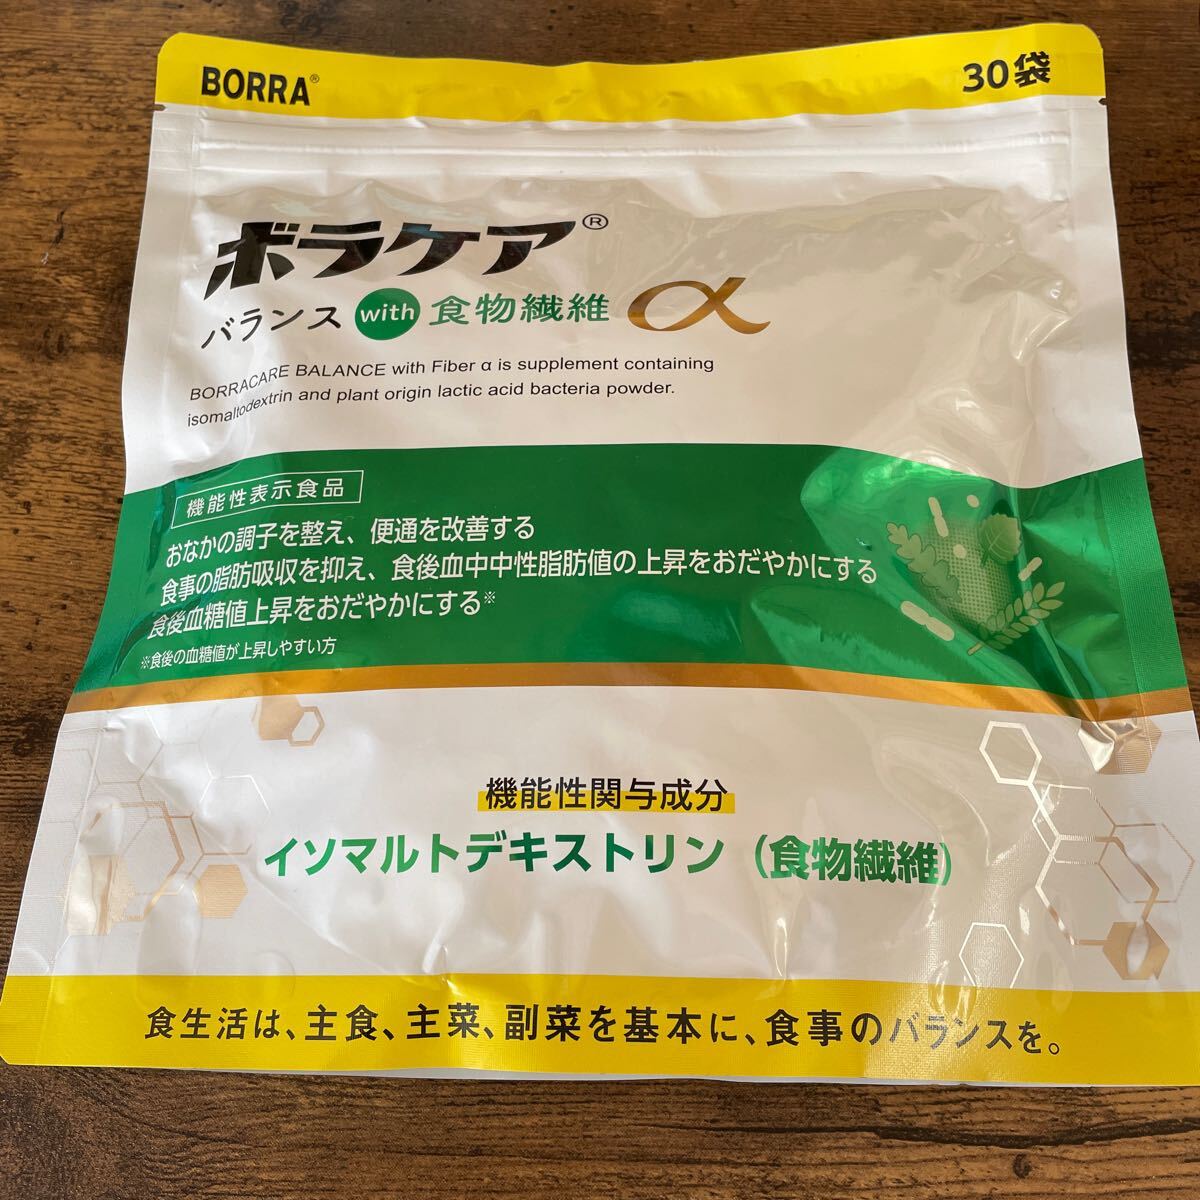 BORRA®
30袋
ボラケア®
バランス with 食物繊維 α
BORRACARE BALANCE with Fiber α is supplement containing
isomaltodextrin and plant origin lactic acid bacteria powder.
機能性表示食品
おなかの調子を整え、便通を改善する
食事の脂肪吸収を抑え、食後血中中性脂肪値の上昇をおだやかにする
食後血糖値上昇をおだやかにする※
※食後の血糖値が上昇しやすい方
機能性関与成分
イソマルトデキストリン(食物繊維)
食生活は、主食、主菜、副菜を基本に、食事のバランスを。